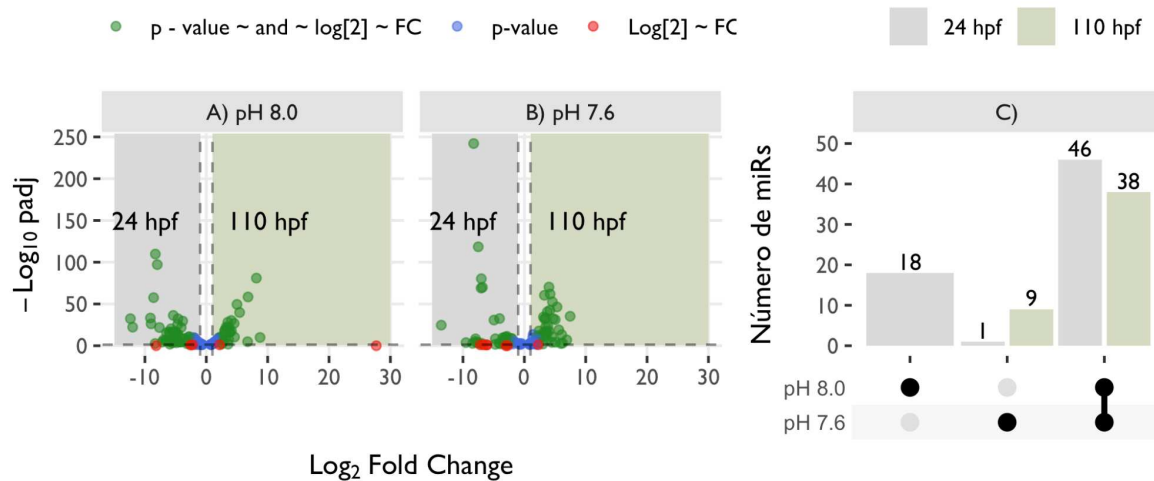 p - value ~ and ~ log[2] ~ FC p-value Log[2] ~ FC
24 hpf 110 hpf
A) pH 8.0
B) pH 7.6
C)
− Log10 padj
250
200
150
100
50
0
24 hpf 110 hpf
24 hpf 110 hpf
-10 0 10 20 30
-10 0 10 20 30
Log2 Fold Change
Número de miRs
50
40
30
20
10
0
18
1
9
46
38
pH 8.0
pH 7.6